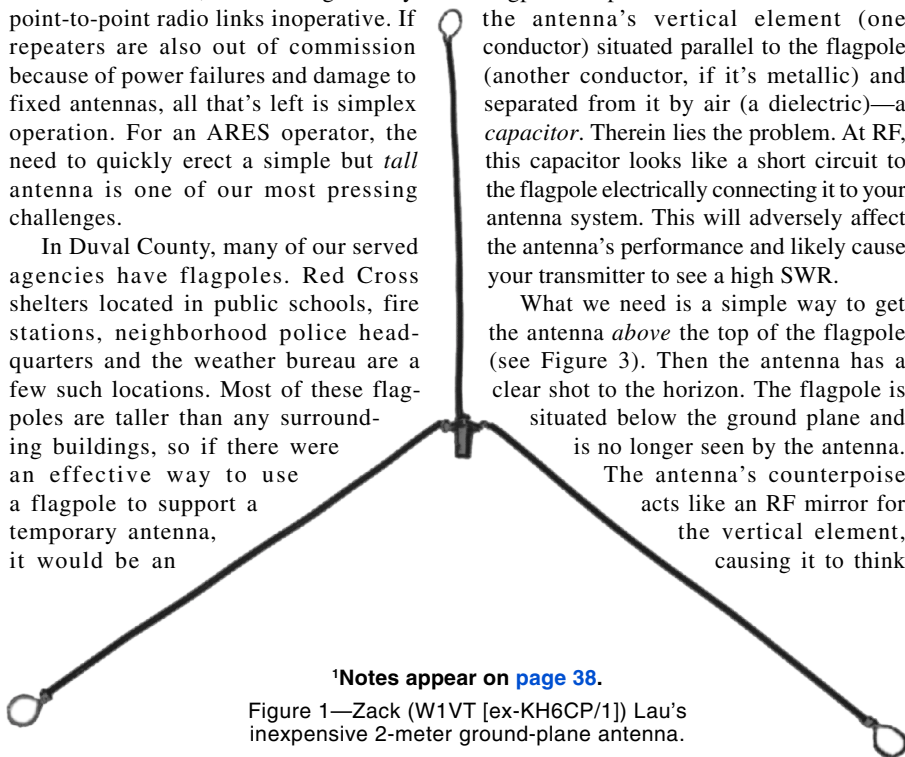 point-to-point radio links inoperative. If
repeaters are also out of commission
because of power failures and damage to
fixed antennas, all that's left is simplex
operation. For an ARES operator, the
need to quickly erect a simple but tall
antenna is one of our most pressing
challenges.
In Duval County, many of our served
agencies have flagpoles. Red Cross
shelters located in public schools, fire
stations, neighborhood police head-
quarters and the weather bureau are a
few such locations. Most of these flag-
poles are taller than any surround-
ing buildings, so if there were
an effective way to use
a flagpole to support a
temporary antenna,
it would be an
the antenna's vertical element (one
conductor) situated parallel to the flagpole
(another conductor, if it's metallic) and
separated from it by air (a dielectric)—a
capacitor. Therein lies the problem. At RF,
this capacitor looks like a short circuit to
the flagpole electrically connecting it to your
antenna system. This will adversely affect
the antenna's performance and likely cause
your transmitter to see a high SWR.
What we need is a simple way to get
the antenna above the top of the flagpole
(see Figure 3). Then the antenna has a
clear shot to the horizon. The flagpole is
situated below the ground plane and
is no longer seen by the antenna.
The antenna's counterpoise
acts like an RF mirror for
the vertical element,
causing it to think
¹Notes appear on page 38.
Figure 1—Zack (W1VT [ex-KH6CP/1]) Lau's
inexpensive 2-meter ground-plane antenna.